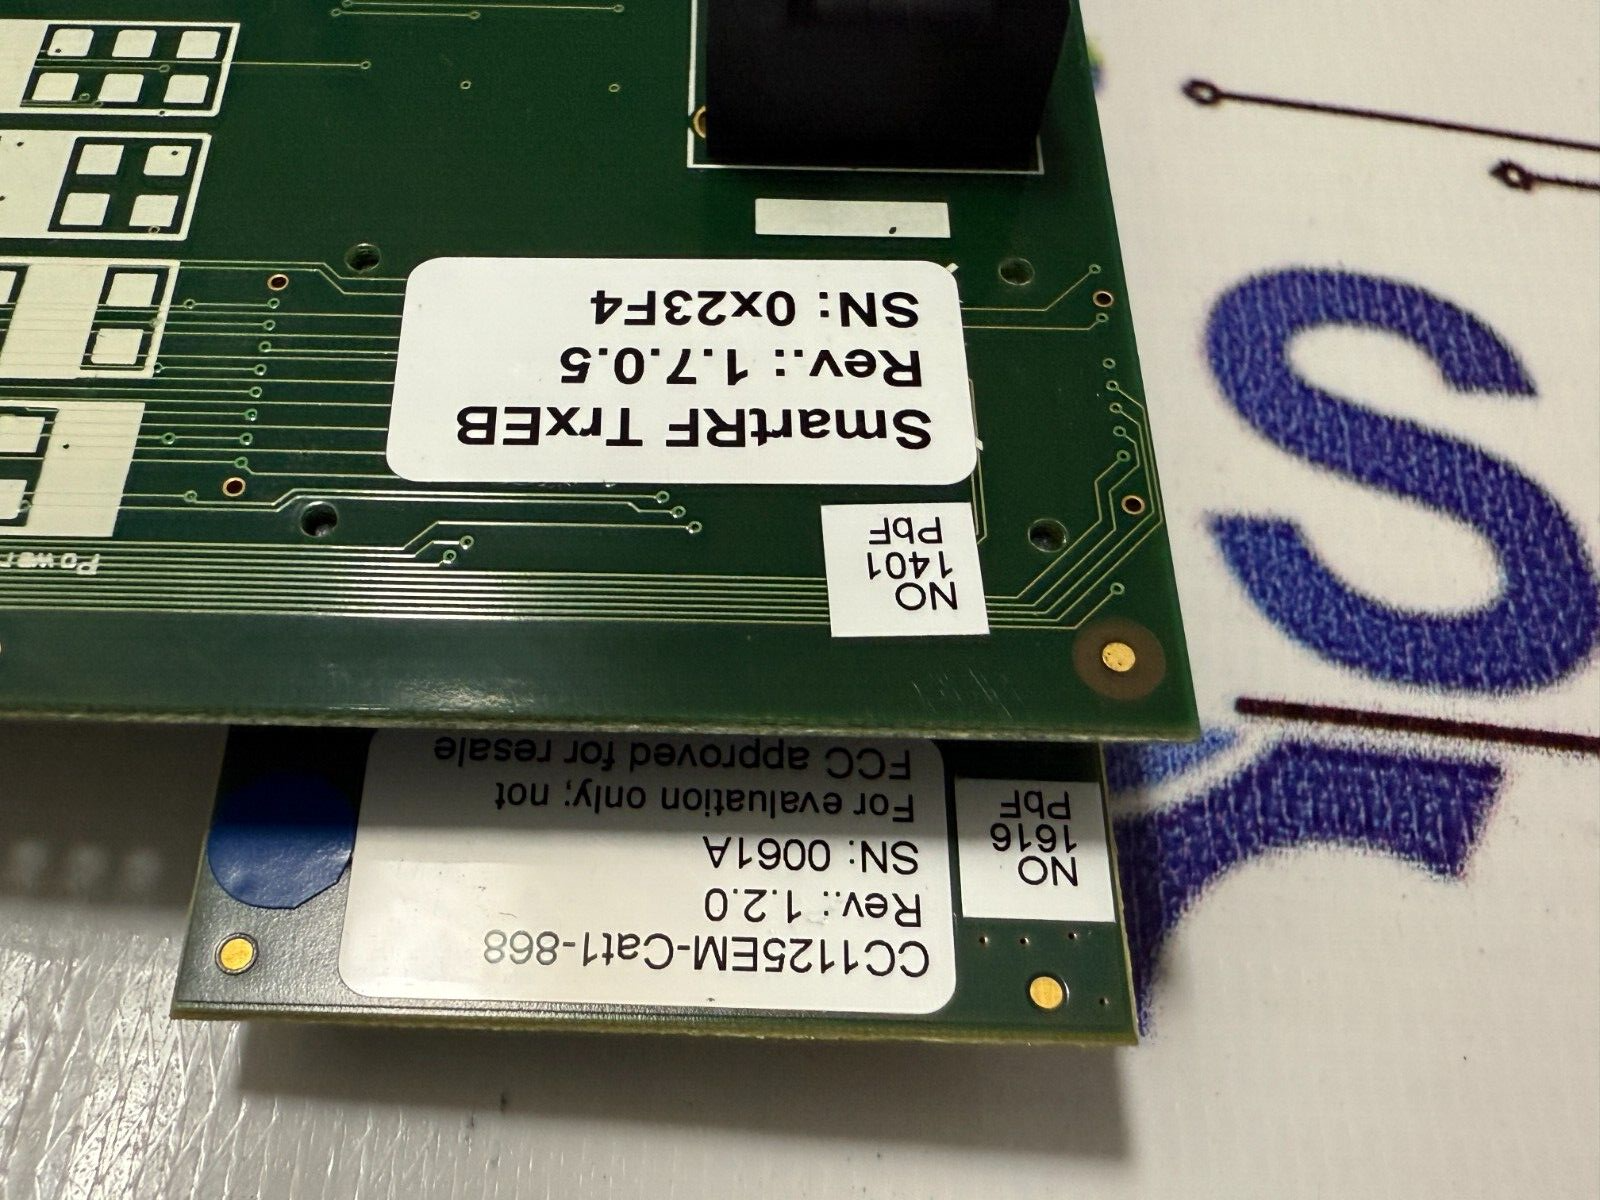 SmartRF TrxEB
Rev.: 1.7.0.5
SN: 0x23F4
NO
1401
PbF
Power
CC1125EM-Cat1-868
Rev.: 1.2.0
SN: 0061A
For evaluation only; not
FCC approved for resale
NO
1616
PbF
S